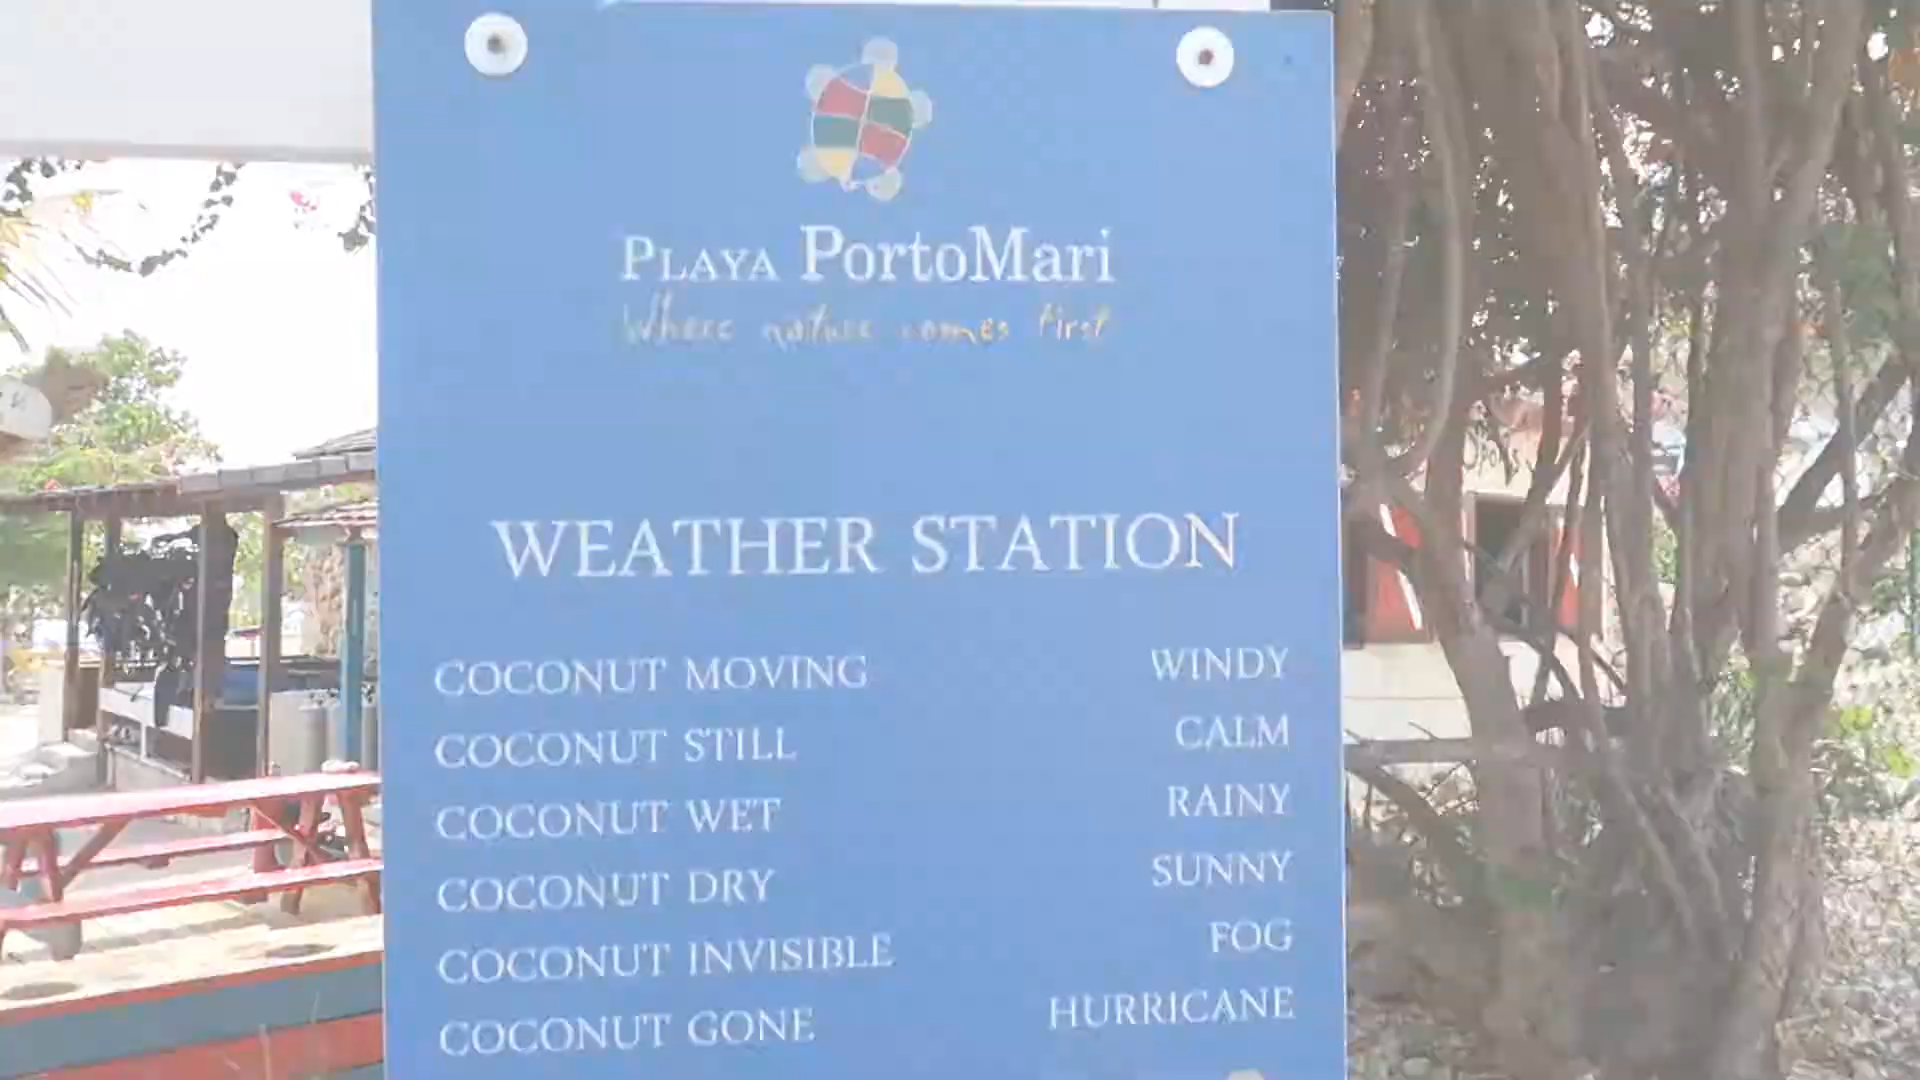 PLAYA PortoMari
Where nature comes first
WEATHER STATION
COCONUT MOVING WINDY
COCONUT STILL CALM
COCONUT WET RAINY
COCONUT DRY SUNNY
COCONUT INVISIBLE FOG
COCONUT GONE HURRICANE